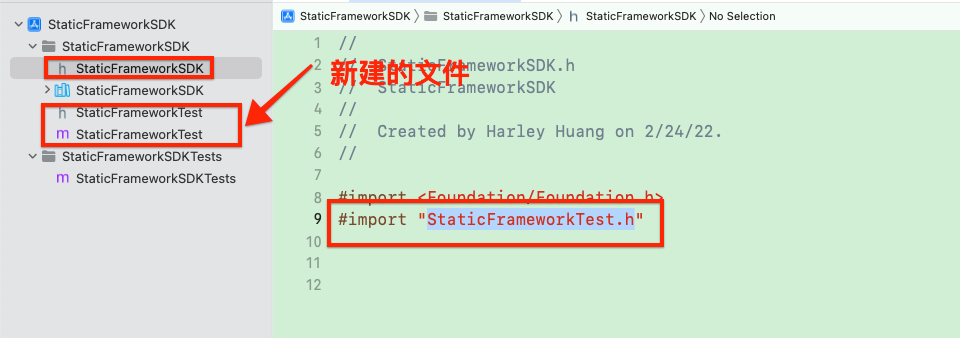 StaticFrameworkSDK
StaticFrameworkSDK
h StaticFrameworkSDK
StaticFrameworkSDK
h StaticFrameworkTest
m StaticFrameworkTest
StaticFrameworkSDKTests
m StaticFrameworkSDKTests
StaticFrameworkSDK 〉 StaticFrameworkSDK 〉 h StaticFrameworkSDK 〉 No Selection
新建的文件
1 //
2 // StaticFrameworkSDK.h
3 // StaticFrameworkSDK
4 //
5 // Created by Harley Huang on 2/24/22.
6 //
7
8 #import <Foundation/Foundation.h>
9 #import "StaticFrameworkTest.h"
10
11
12